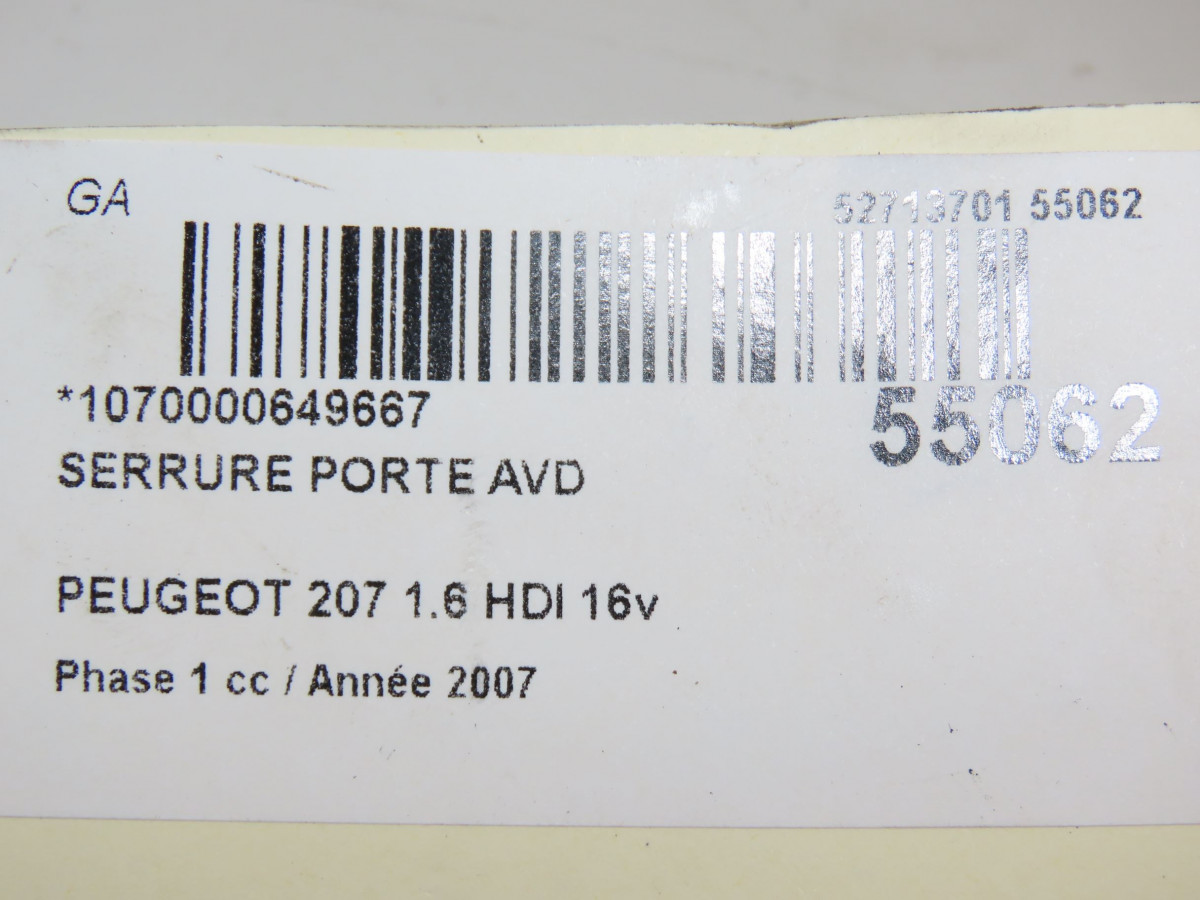 GA
52713701 55062
*1070000649667
55062
SERRURE PORTE AVD
PEUGEOT 207 1.6 HDI 16v
Phase 1 cc / Année 2007